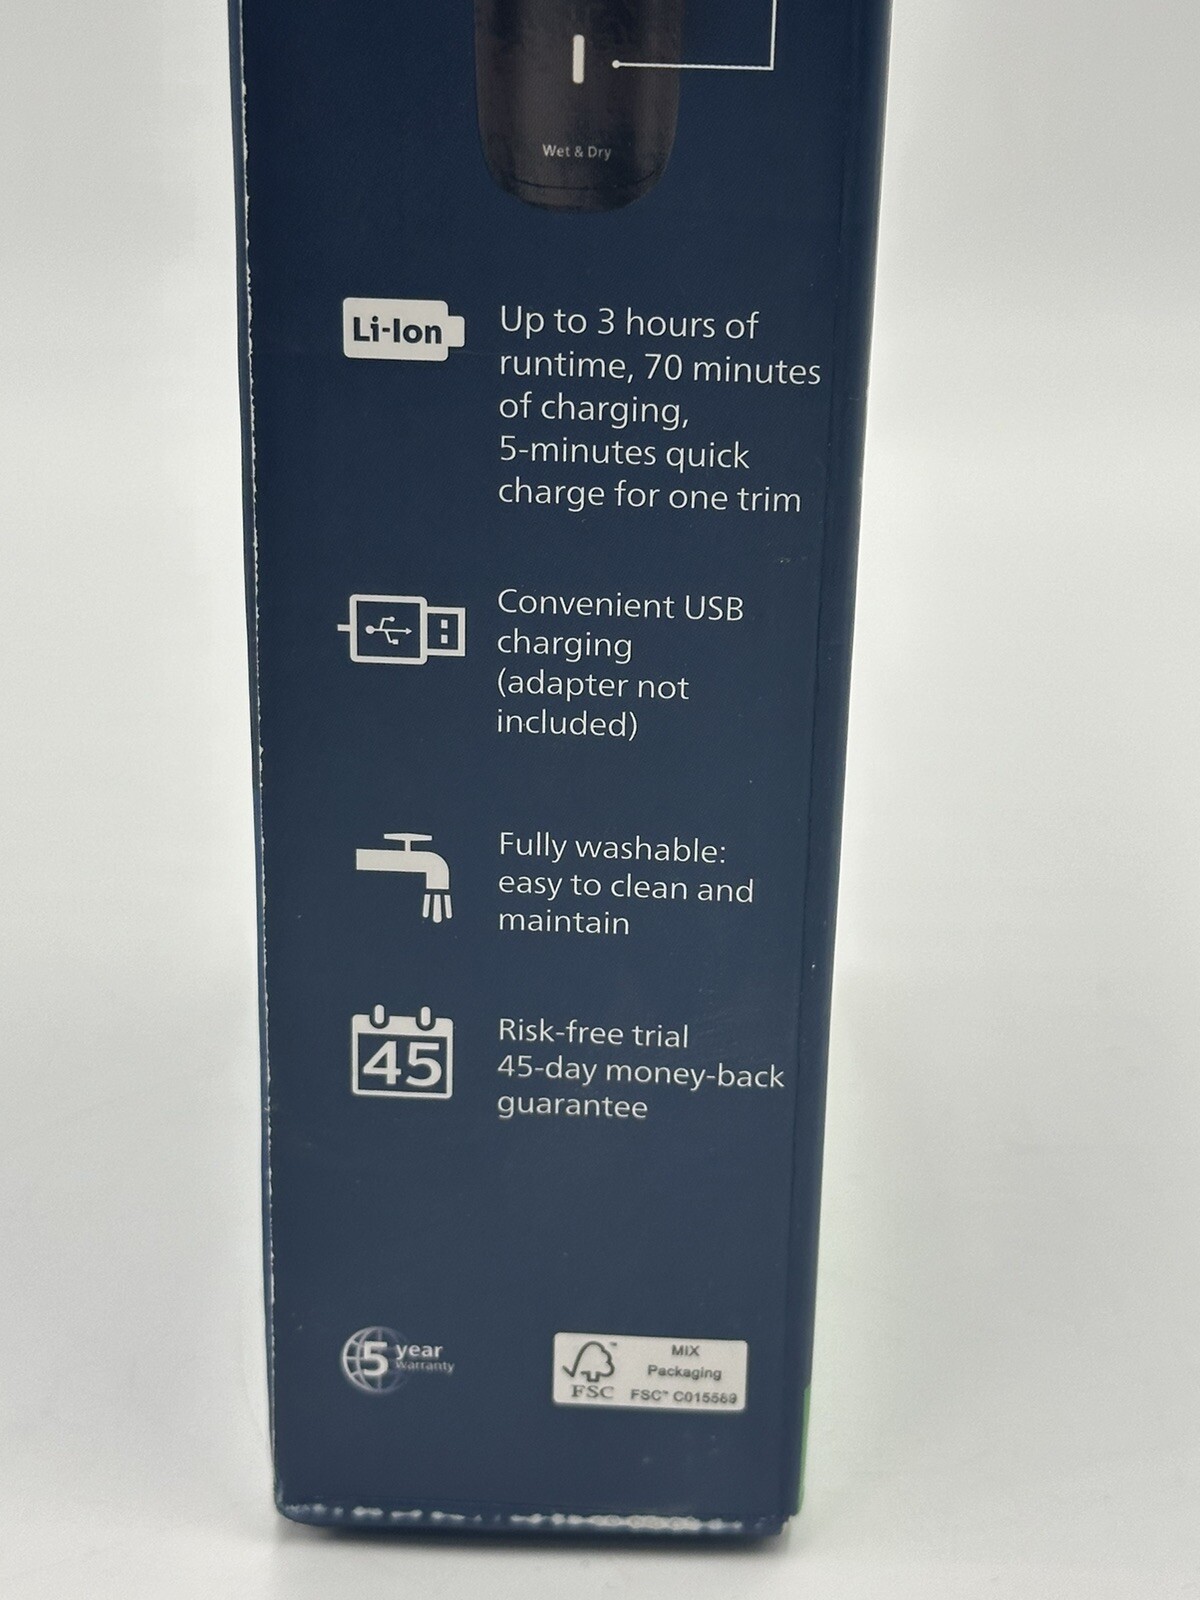 Wet & Dry
Li-Ion
Up to 3 hours of
runtime, 70 minutes
of charging,
5-minutes quick
charge for one trim
Convenient USB
charging
(adapter not
included)
Fully washable:
easy to clean and
maintain
45
Risk-free trial
45-day money-back
guarantee
5 year
warranty
FSC™
MIX
Packaging
FSC™ C015569